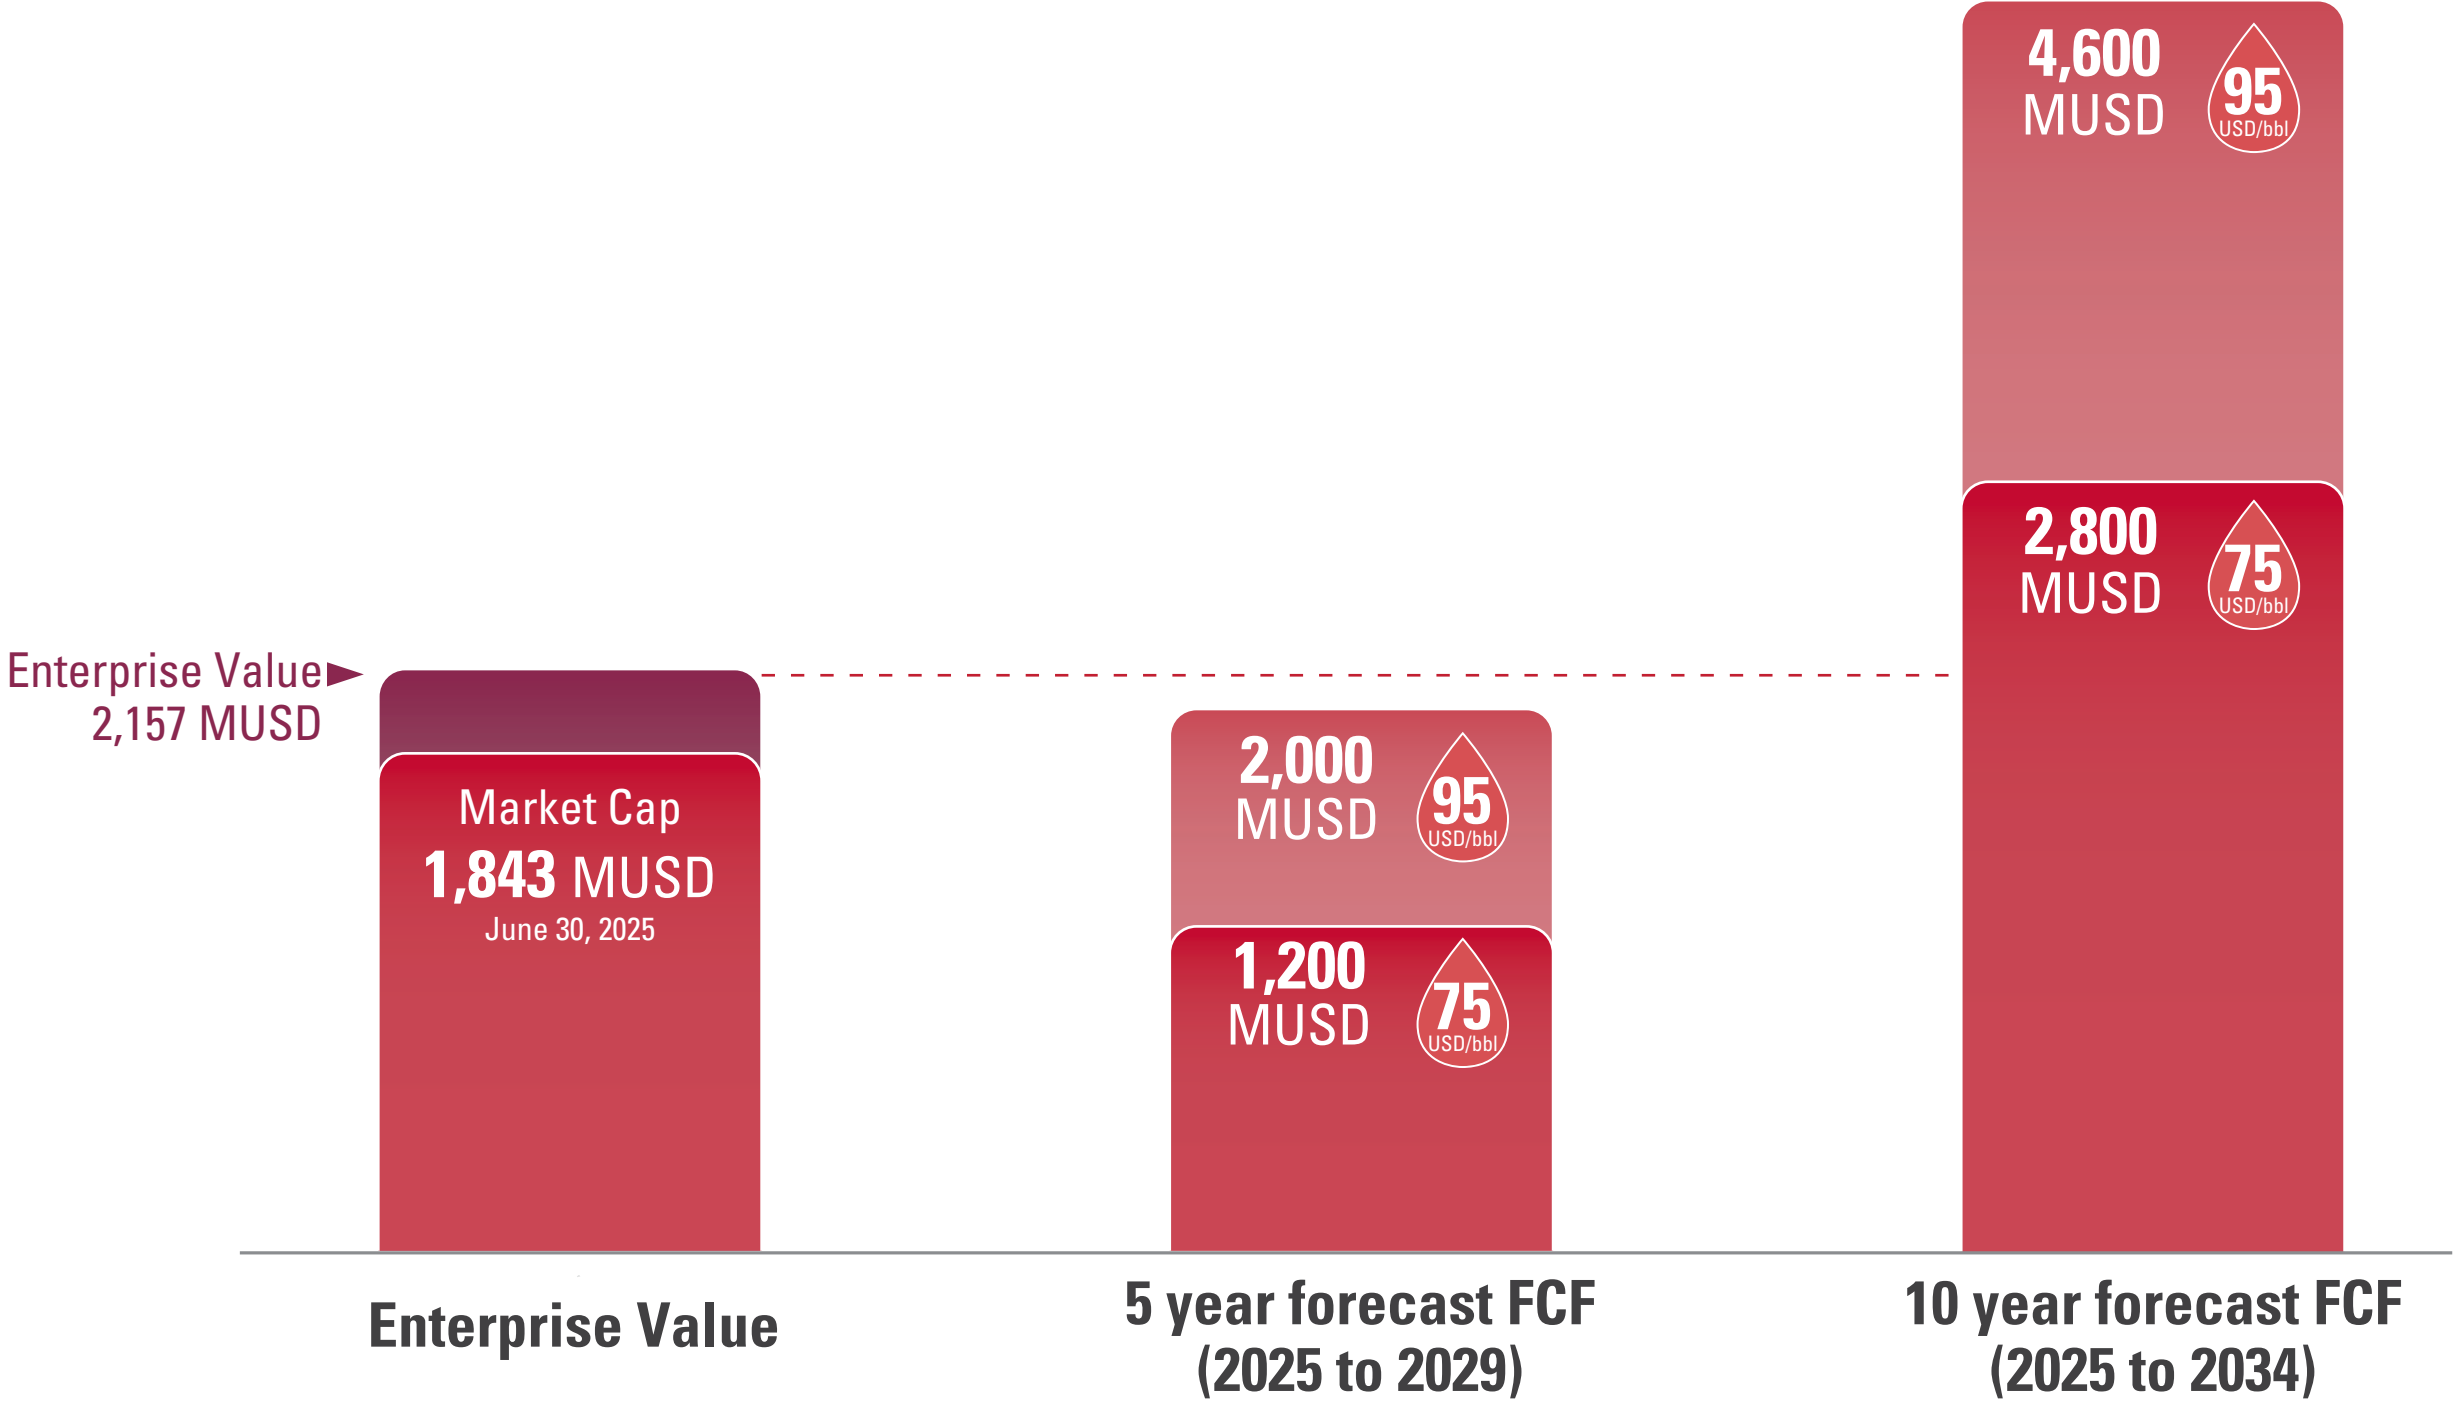 Enterprise Value
2,157 MUSD
Market Cap
1,843 MUSD
June 30, 2025
2,000
MUSD
95
USD/bbl
1,200
MUSD
75
USD/bbl
4,600
MUSD
95
USD/bbl
2,800
MUSD
75
USD/bbl
Enterprise Value
5 year forecast FCF
(2025 to 2029)
10 year forecast FCF
(2025 to 2034)